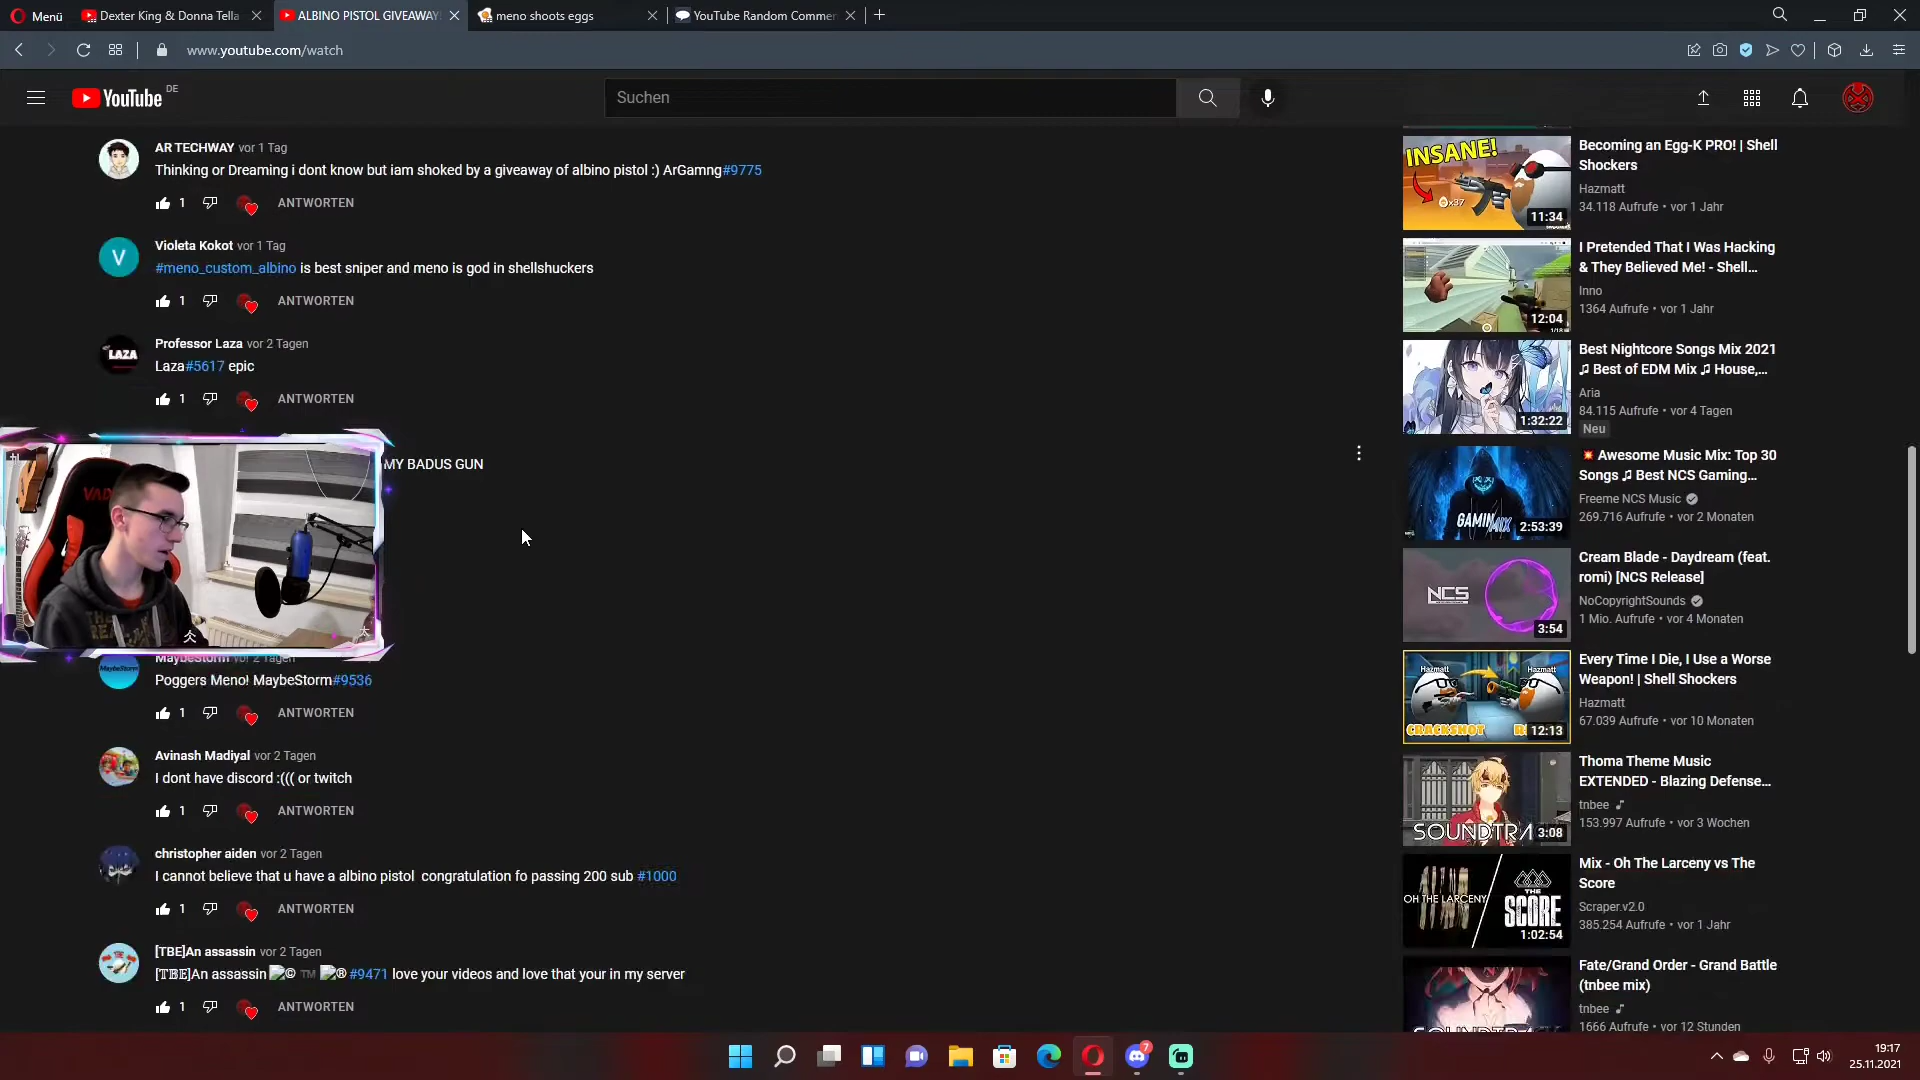 Menü
Dexter King & Donna Tella
ALBINO PISTOL GIVEAWAY
meno shoots eggs
YouTube Random Commen
www.youtube.com/watch
YouTube DE
Suchen
AR TECHWAY vor 1 Tag
Thinking or Dreaming i dont know but iam shoked by a giveaway of albino pistol :) ArGamng#9775
1 ANTWORTEN
Violeta Kokot vor 1 Tag
#meno_custom_albino is best sniper and meno is god in shellshuckers
1 ANTWORTEN
Professor Laza vor 2 Tagen
Laza#5617 epic
1 ANTWORTEN
MY BADUS GUN
MaybeStorm vor 2 Tagen
Poggers Meno! MaybeStorm#9536
1 ANTWORTEN
Avinash Madiyal vor 2 Tagen
I dont have discord :((( or twitch
1 ANTWORTEN
christopher aiden vor 2 Tagen
I cannot believe that u have a albino pistol congratulation fo passing 200 sub #1000
1 ANTWORTEN
[TBE]An assassin vor 2 Tagen
[TBE]An assassin © ™ ® #9471 love your videos and love that your in my server
1 ANTWORTEN
INSANE!
x37
11:34
Becoming an Egg-K PRO! | Shell
Shockers
Hazmatt
34.118 Aufrufe • vor 1 Jahr
12:04
I Pretended That I Was Hacking
& They Believed Me! - Shell...
Inno
1364 Aufrufe • vor 1 Jahr
1:32:22
Best Nightcore Songs Mix 2021
♫ Best of EDM Mix ♫ House,...
Aria
84.115 Aufrufe • vor 4 Tagen
Neu
GAMING MIX
2:53:39
💥 Awesome Music Mix: Top 30
Songs ♫ Best NCS Gaming...
Freeme NCS Music
269.716 Aufrufe • vor 2 Monaten
NCS
3:54
Cream Blade - Daydream (feat.
romi) [NCS Release]
NoCopyrightSounds
1 Mio. Aufrufe • vor 4 Monaten
Hazmatt
Hazmatt
CRACKSHOT
12:13
Every Time I Die, I Use a Worse
Weapon! | Shell Shockers
Hazmatt
67.039 Aufrufe • vor 10 Monaten
SOUNDTRA
3:08
Thoma Theme Music
EXTENDED - Blazing Defense...
tnbee ♪
153.997 Aufrufe • vor 3 Wochen
OH THE LARCENY
THE SCORE
1:02:54
Mix - Oh The Larceny vs The
Score
Scraper.v2.0
385.254 Aufrufe • vor 1 Jahr
Fate/Grand Order - Grand Battle
(tnbee mix)
tnbee ♪
1666 Aufrufe • vor 12 Stunden
7
19:17
25.11.2021